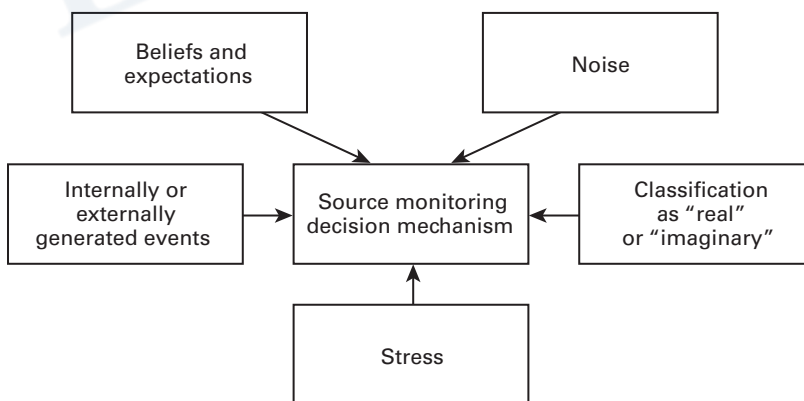 Beliefs and
expectations
Noise
Internally or
externally
generated events
Source monitoring
decision mechanism
Classification
as “real”
or “imaginary”
Stress